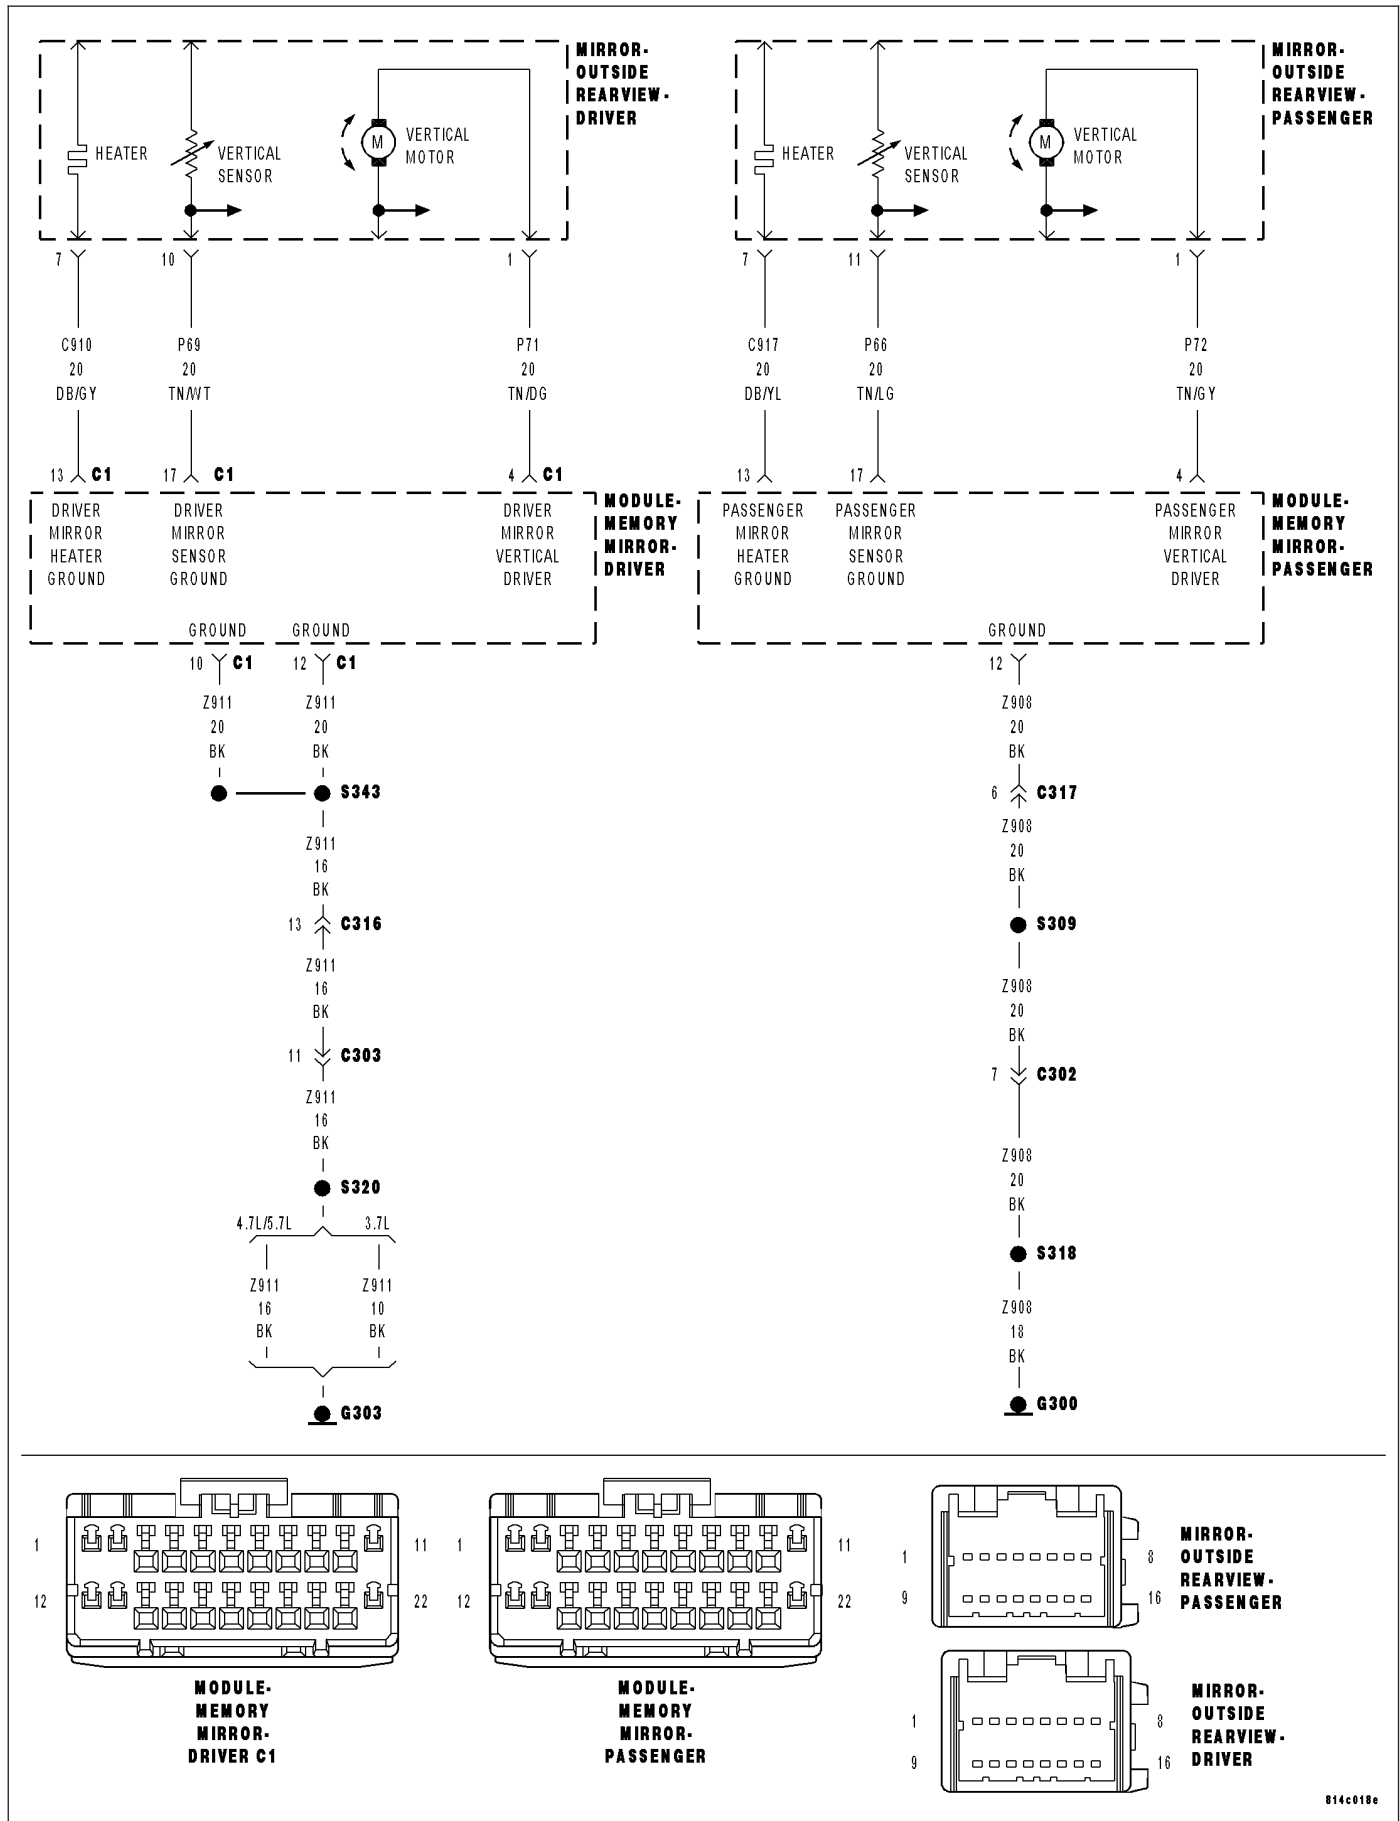 MIRROR-
OUTSIDE
REARVIEW-
DRIVER
HEATER
VERTICAL
SENSOR
M
VERTICAL
MOTOR
MIRROR-
OUTSIDE
REARVIEW-
PASSENGER
HEATER
VERTICAL
SENSOR
M
VERTICAL
MOTOR
7 10 1 7 11 1
C910 P69 P71 C917 P66 P72
20 20 20 20 20 20
DB/GY TN/WT TN/DG DB/YL TN/LG TN/GY
13 C1 17 C1 4 C1 13 17 4
DRIVER
MIRROR
HEATER
GROUND
DRIVER
MIRROR
SENSOR
GROUND
DRIVER
MIRROR
VERTICAL
DRIVER
MODULE-
MEMORY
MIRROR-
DRIVER
PASSENGER
MIRROR
HEATER
GROUND
PASSENGER
MIRROR
SENSOR
GROUND
PASSENGER
MIRROR
VERTICAL
DRIVER
MODULE-
MEMORY
MIRROR-
PASSENGER
GROUND GROUND
10 C1 12 C1
Z911 Z911
20 20
BK BK
S343
Z911
16
BK
13 C316
Z911
16
BK
11 C303
Z911
16
BK
S320
4.7L/5.7L 3.7L
Z911 Z911
16 10
BK BK
G303
GROUND
12
Z908
20
BK
6 C317
Z908
20
BK
S309
Z908
20
BK
7 C302
Z908
20
BK
S318
Z908
18
BK
G300
1 11
12 22
MODULE-
MEMORY
MIRROR-
DRIVER C1
1 11
12 22
MODULE-
MEMORY
MIRROR-
PASSENGER
1 8
9 16
MIRROR-
OUTSIDE
REARVIEW-
PASSENGER
1 8
9 16
MIRROR-
OUTSIDE
REARVIEW-
DRIVER
814c018e